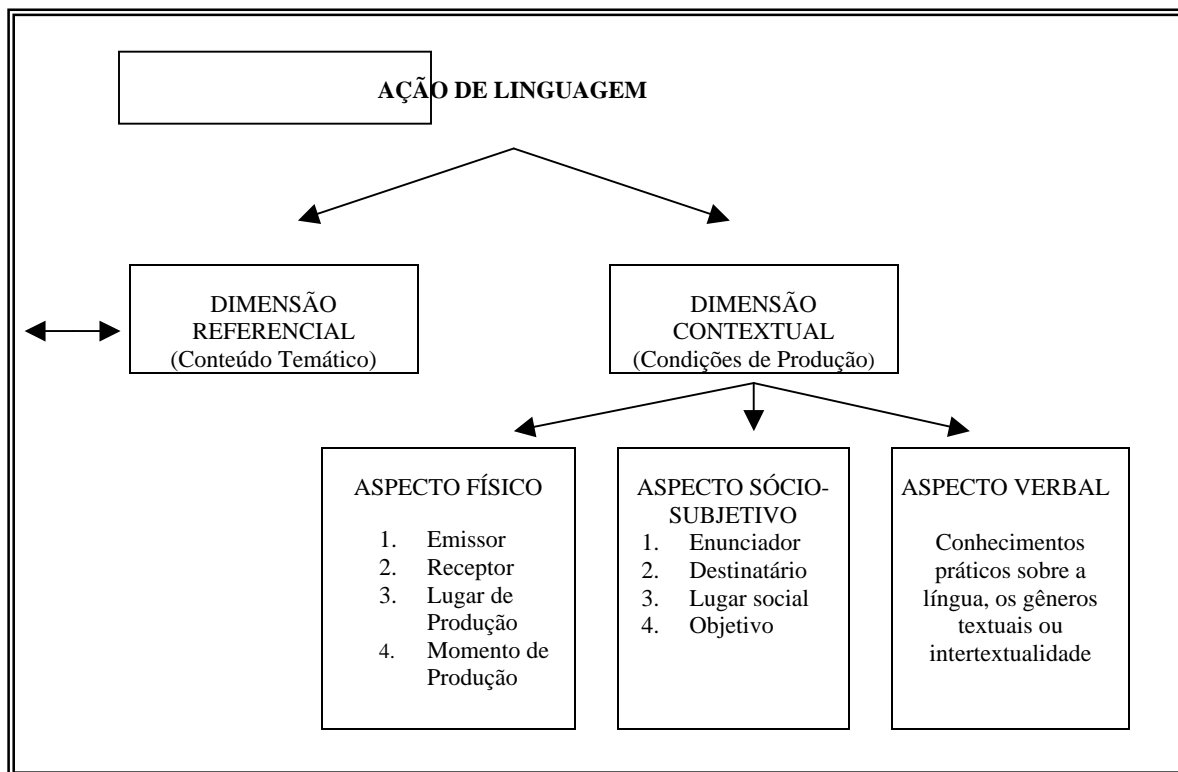 AÇÃO DE LINGUAGEM
DIMENSÃO
REFERENCIAL
(Conteúdo Temático)
DIMENSÃO
CONTEXTUAL
(Condições de Produção)
ASPECTO FÍSICO
1. Emissor
2. Receptor
3. Lugar de
Produção
4. Momento de
Produção
ASPECTO SÓCIO-
SUBJETIVO
1. Enunciador
2. Destinatário
3. Lugar social
4. Objetivo
ASPECTO VERBAL
Conhecimentos
práticos sobre a
língua, os gêneros
textuais ou
intertextualidade